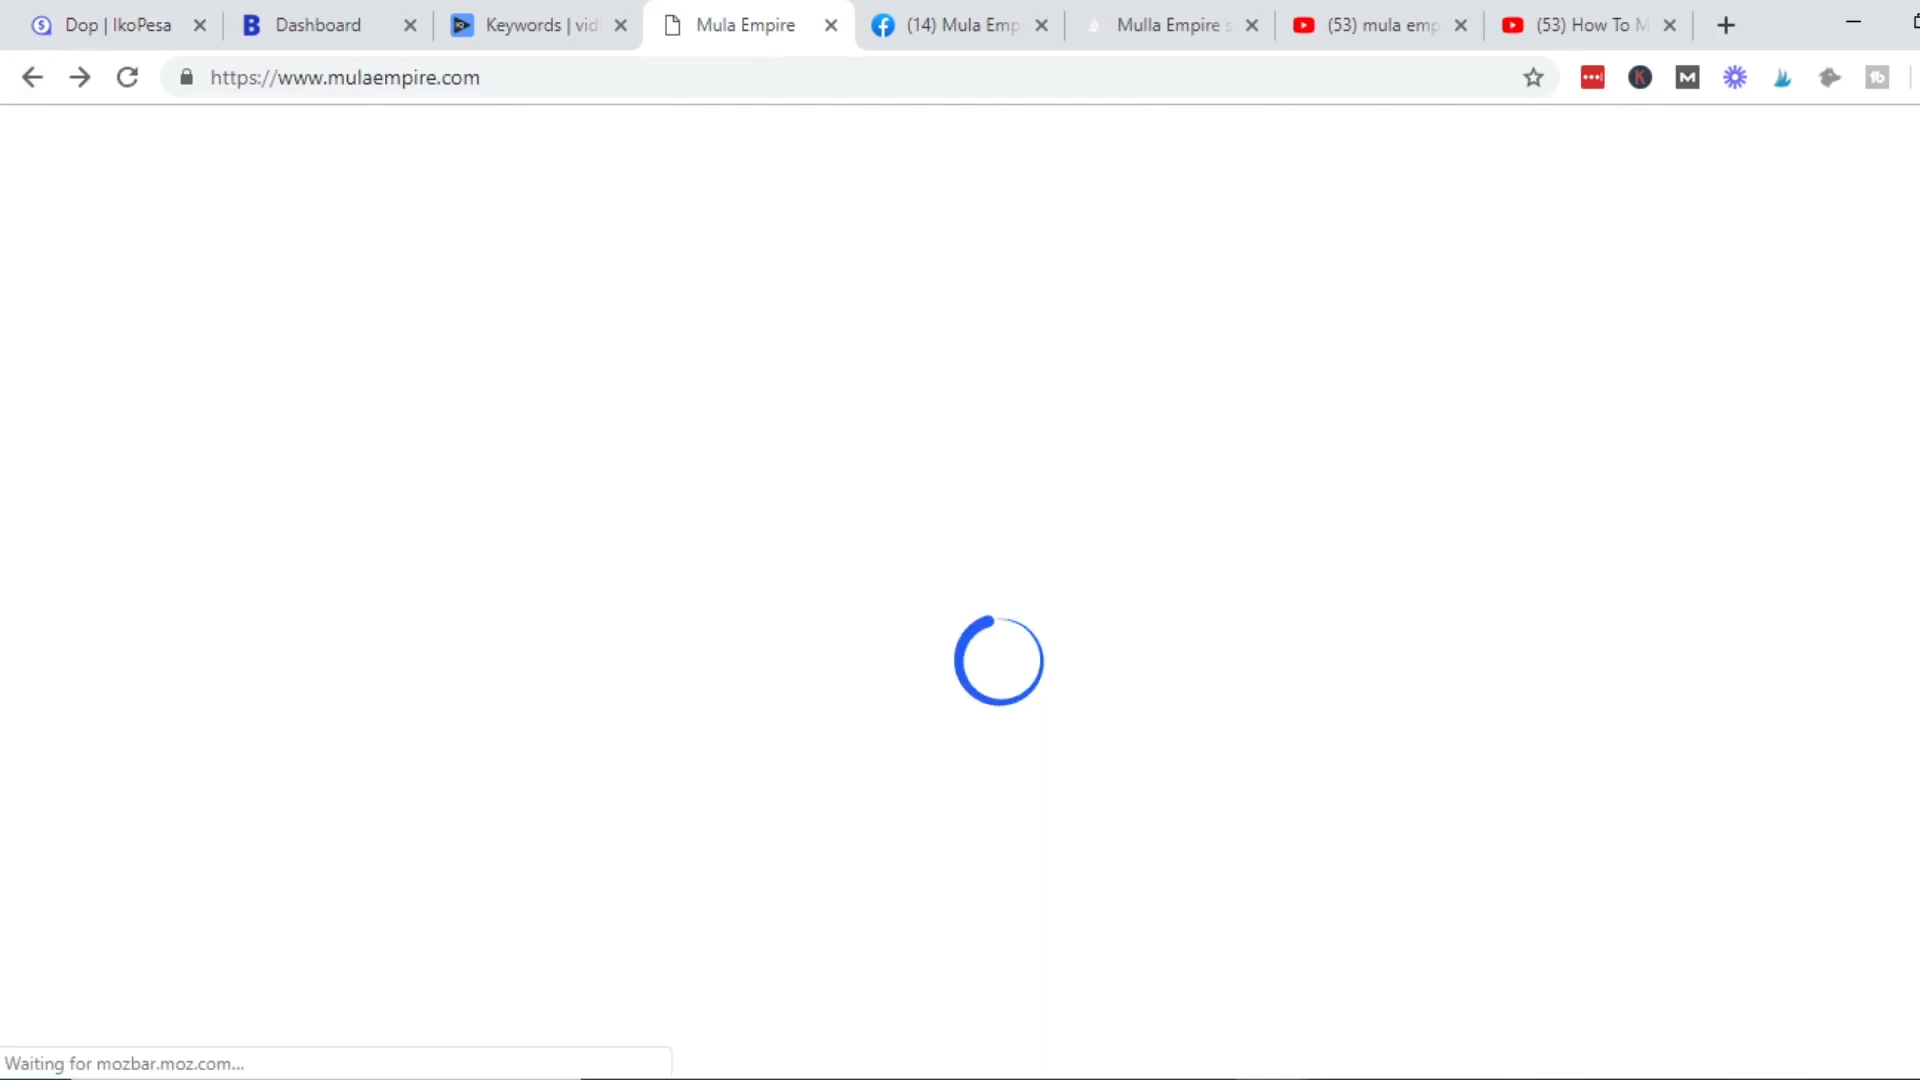 Dop | IkoPesa
Dashboard
Keywords | vidI
Mula Empire
(14) Mula Emp
Mulla Empire s
(53) mula emp
(53) How To M
https://www.mulaempire.com
Waiting for mozbar.moz.com...